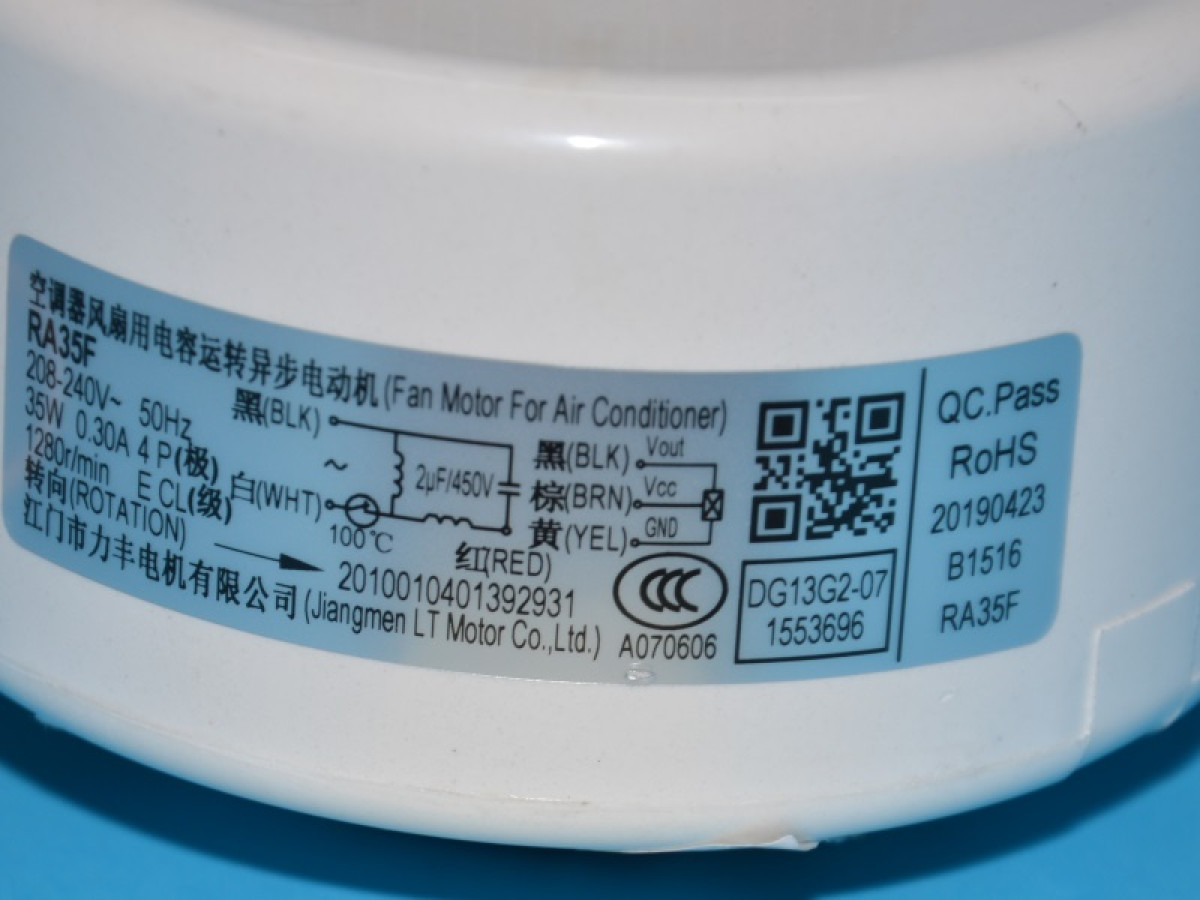 空调器风扇用电容运转异步电动机(Fan Motor For Air Conditioner)
RA35F
208-240V~ 50Hz
35W 0.30A 4 P(极)
1280r/min E CL(级)
转向(ROTATION)
江门市力丰电机有限公司(Jiangmen LT Motor Co.,Ltd.)
黑(BLK)
~
白(WHT)
100℃
2μF/450V
红(RED)
2010010401392931
黑(BLK) Vout
棕(BRN) Vcc
黄(YEL) GND
CCC
A070606
DG13G2-07
1553696
QC.Pass
RoHS
20190423
B1516
RA35F